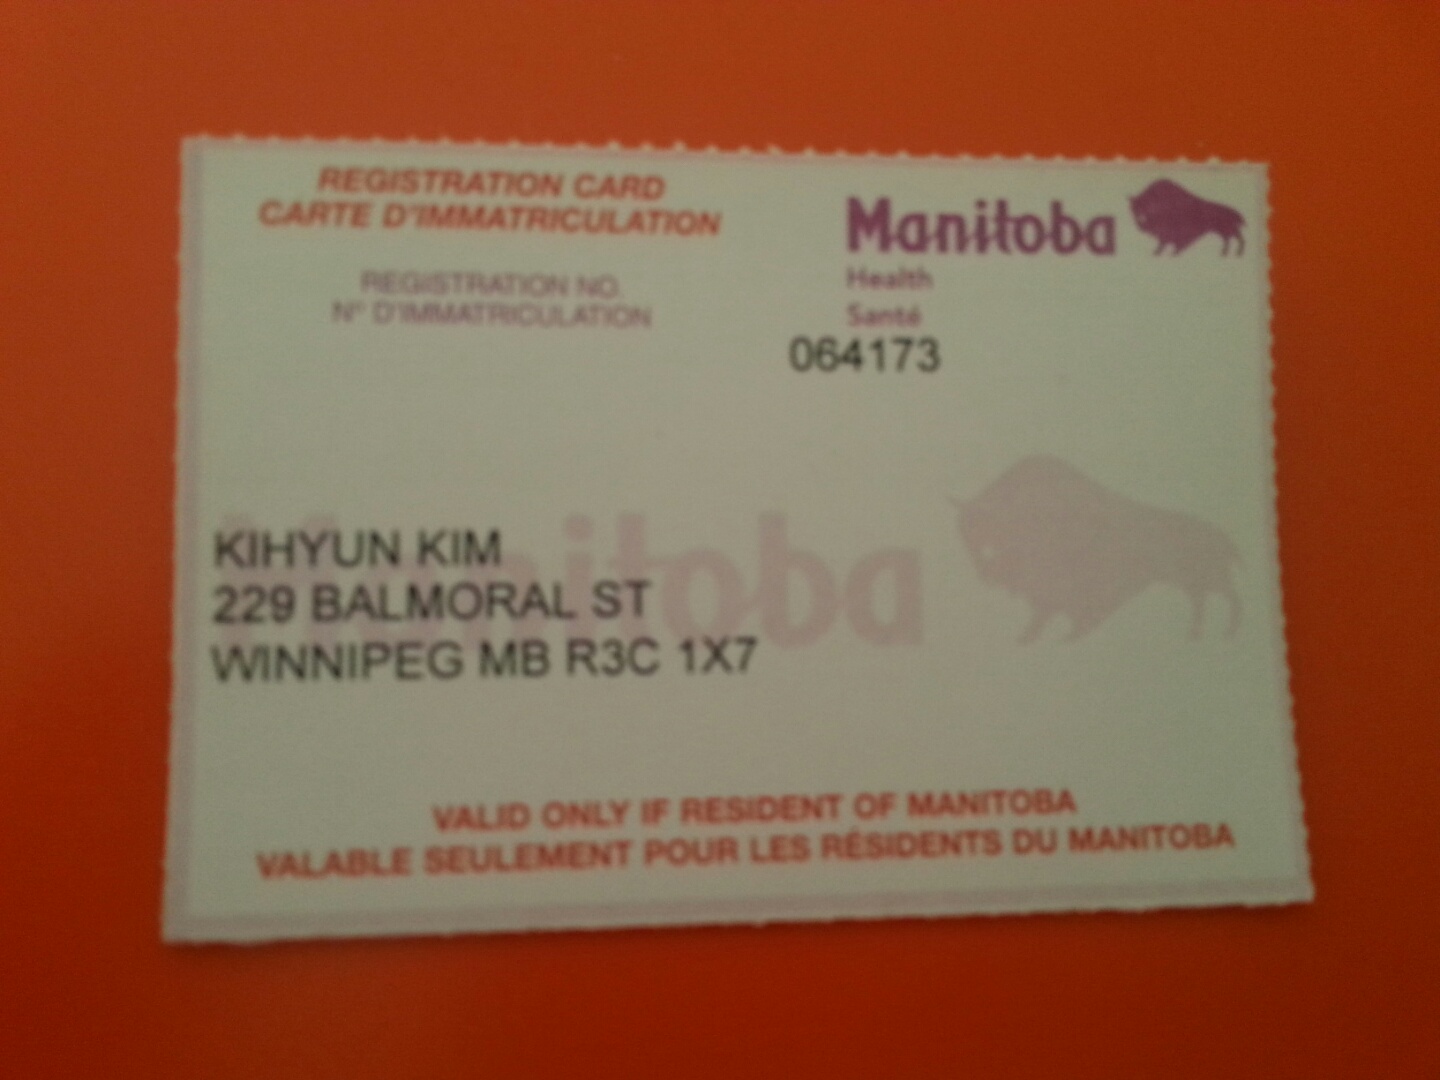 REGISTRATION CARD
CARTE D'IMMATRICULATION
Manitoba
REGISTRATION NO.
N° D'IMMATRICULATION
Health
Santé
064173
Manitoba
KIHYUN KIM
229 BALMORAL ST
WINNIPEG MB R3C 1X7
VALID ONLY IF RESIDENT OF MANITOBA
VALABLE SEULEMENT POUR LES RÉSIDENTS DU MANITOBA